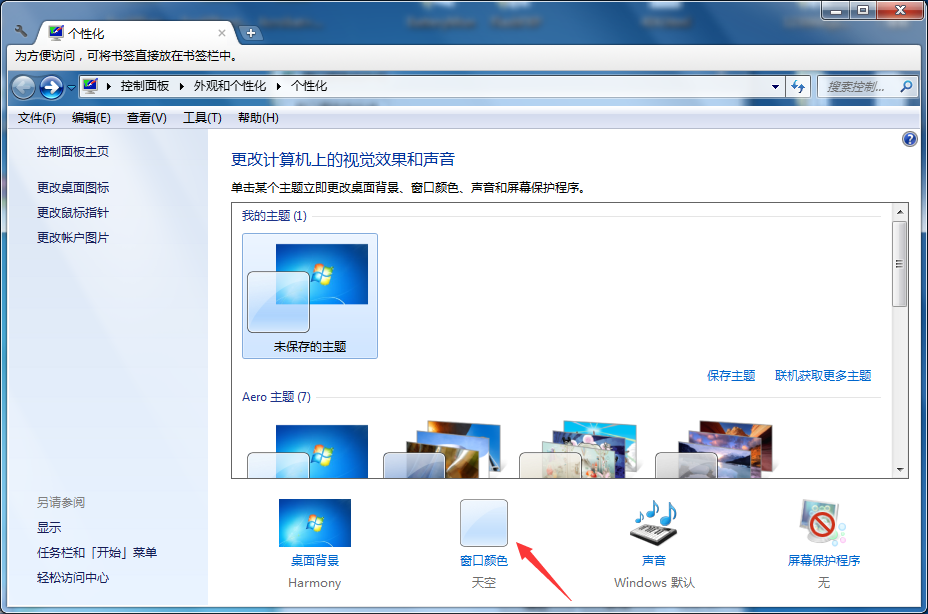 个性化
为方便访问，可将书签直接放在书签栏中。
控制面板 外观和个性化 个性化
搜索控制...
文件(F) 编辑(E) 查看(V) 工具(T) 帮助(H)
控制面板主页
更改桌面图标
更改鼠标指针
更改帐户图片
另请参阅
显示
任务栏和「开始」菜单
轻松访问中心
更改计算机上的视觉效果和声音
单击某个主题立即更改桌面背景、窗口颜色、声音和屏幕保护程序。
我的主题 (1)
未保存的主题
保存主题 联机获取更多主题
Aero 主题 (7)
桌面背景
Harmony
窗口颜色
天空
声音
Windows 默认
屏幕保护程序
无